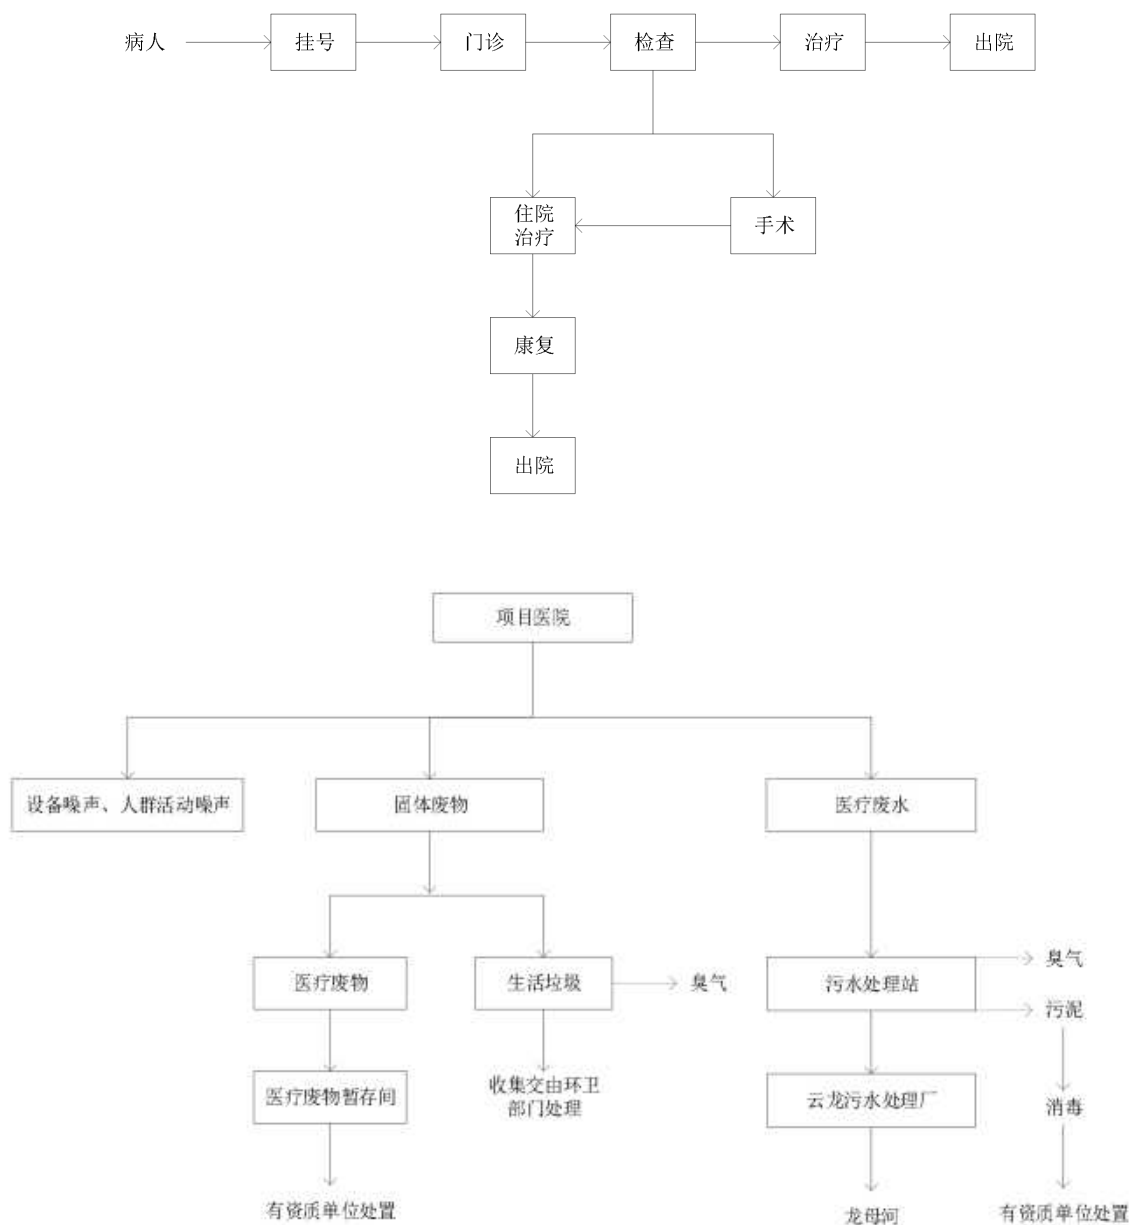 病人
挂号
门诊
检查
治疗
出院
住院
治疗
手术
康复
出院
项目医院
设备噪声、人群活动噪声
固体废物
医疗废水
医疗废物
生活垃圾
臭气
污水处理站
臭气
污泥
医疗废物暂存间
收集交由环卫
部门处理
云龙污水处理厂
消毒
有资质单位处置
龙母河
有资质单位处置